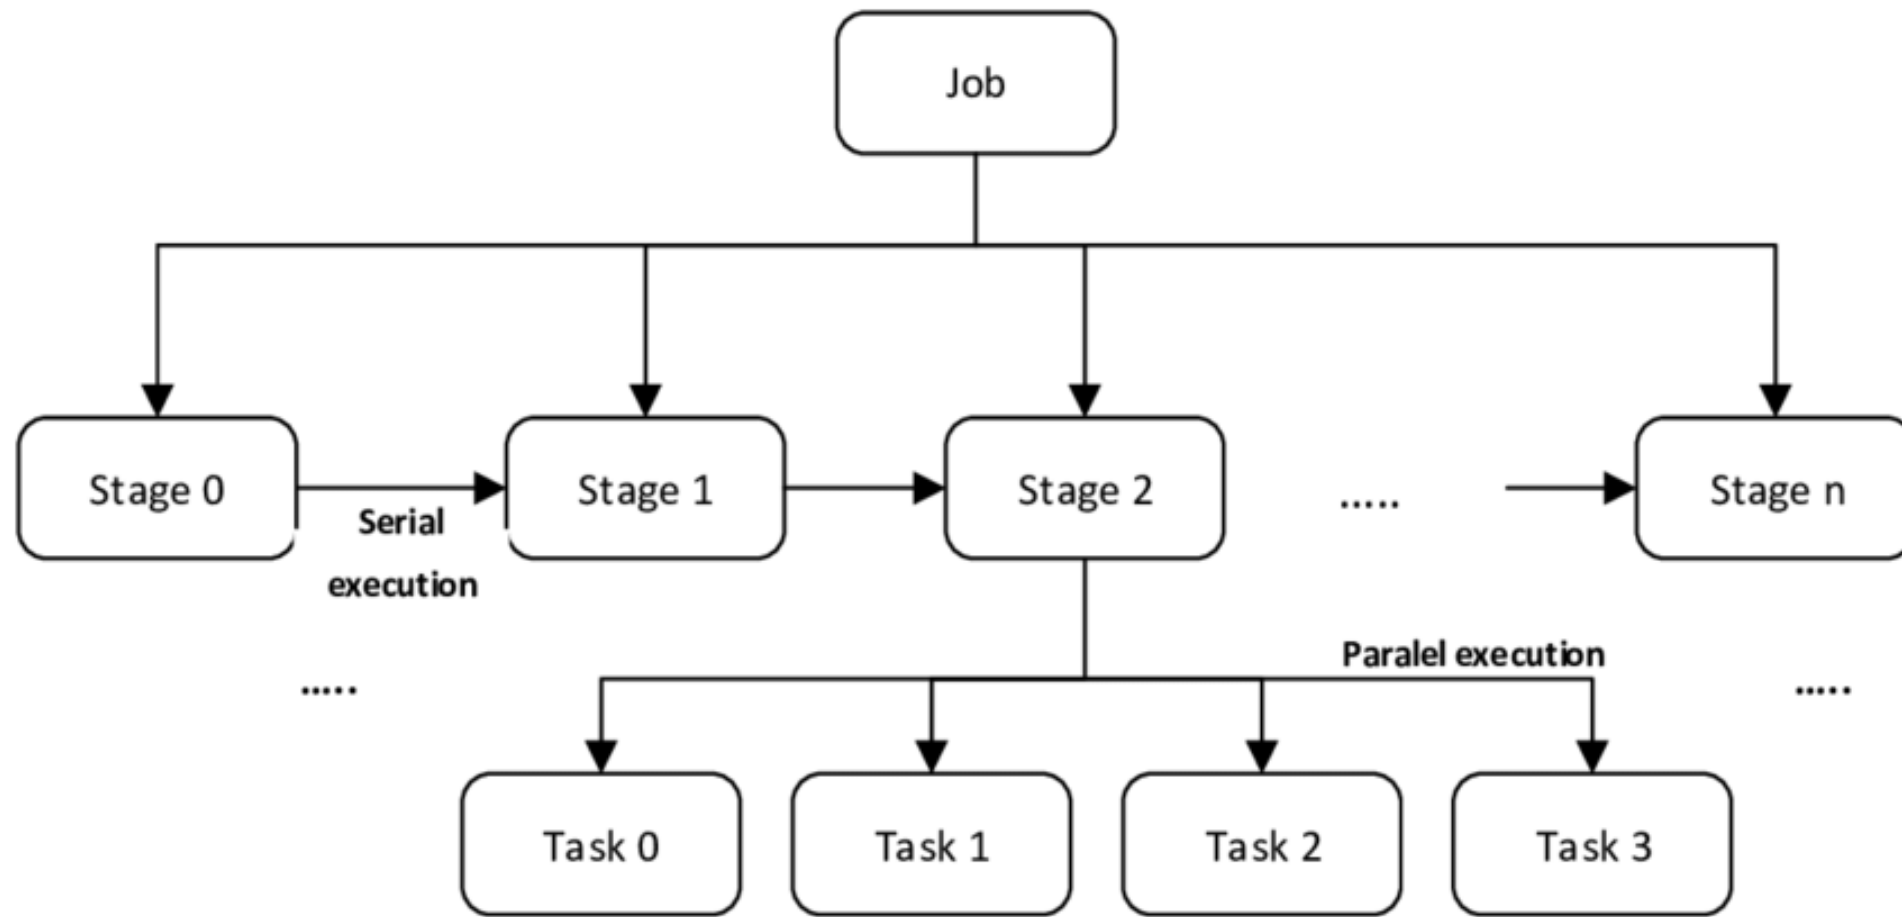 Job
Stage 0
Stage 1
Stage 2
.....
Stage n
Serial
execution
Paralel execution
.....
.....
Task 0
Task 1
Task 2
Task 3